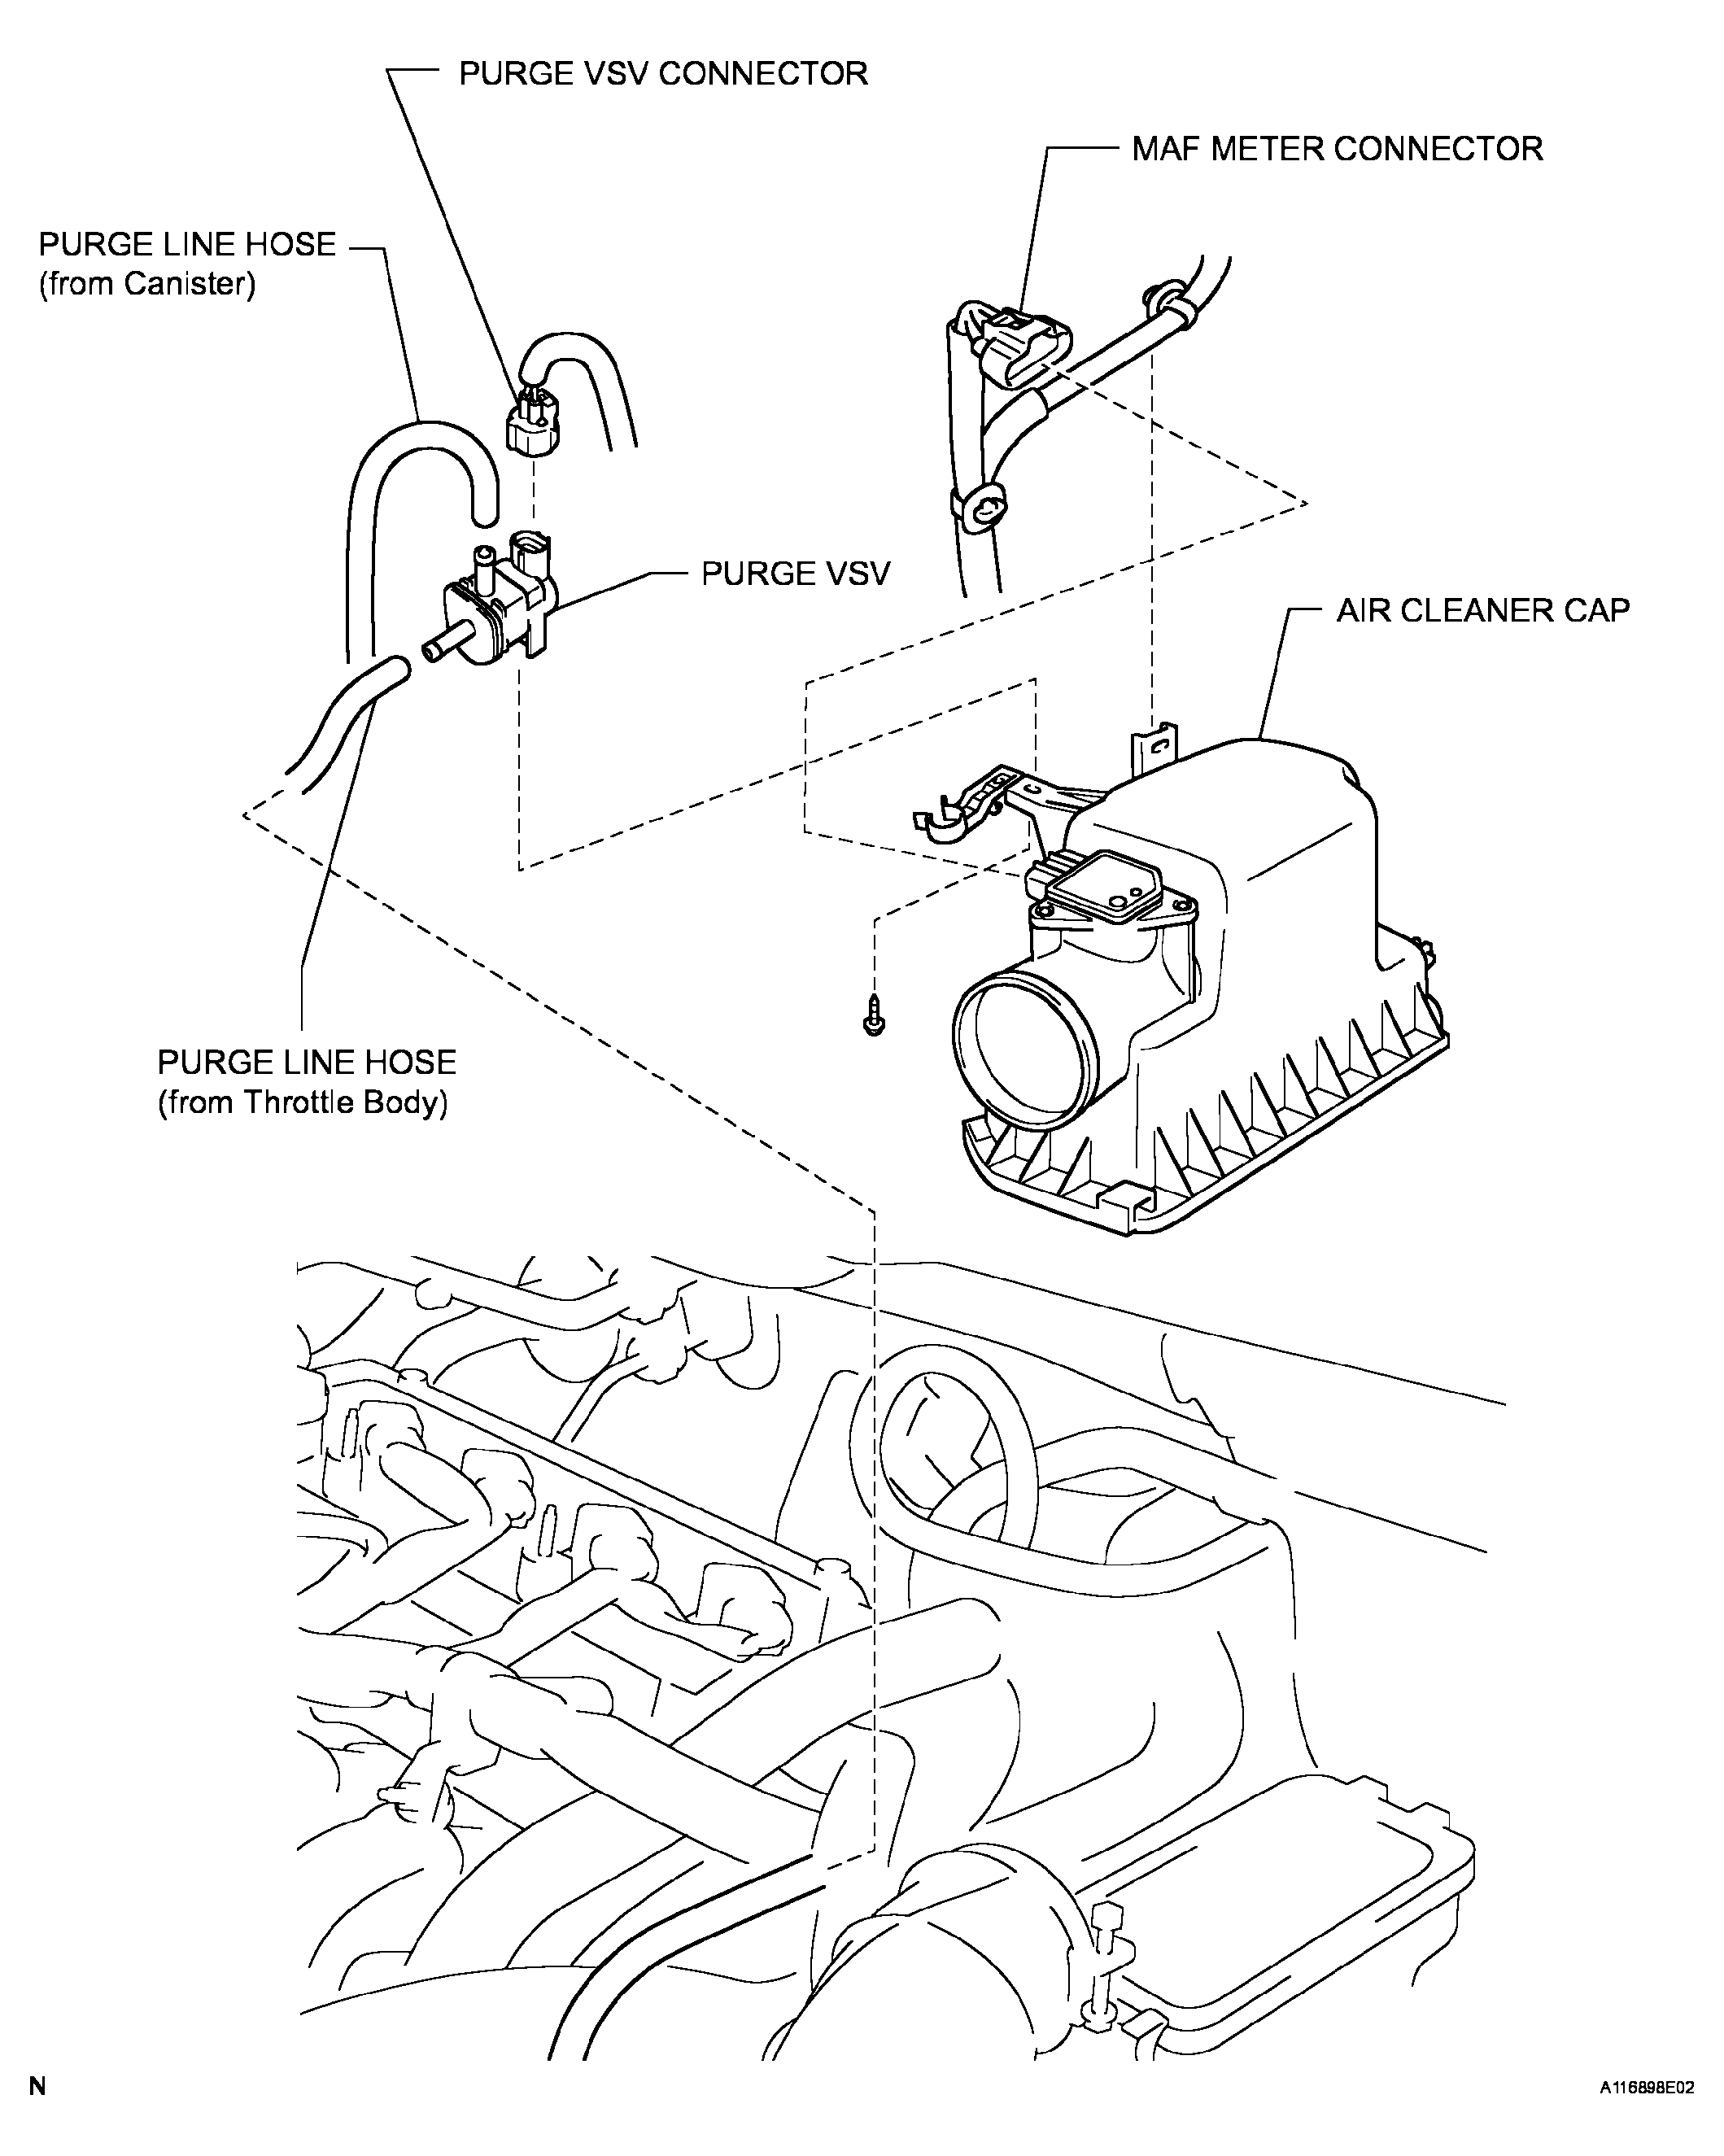 PURGE VSV CONNECTOR
MAF METER CONNECTOR
PURGE LINE HOSE
(from Canister)
PURGE VSV
AIR CLEANER CAP
PURGE LINE HOSE
(from Throttle Body)
N
A116898E02